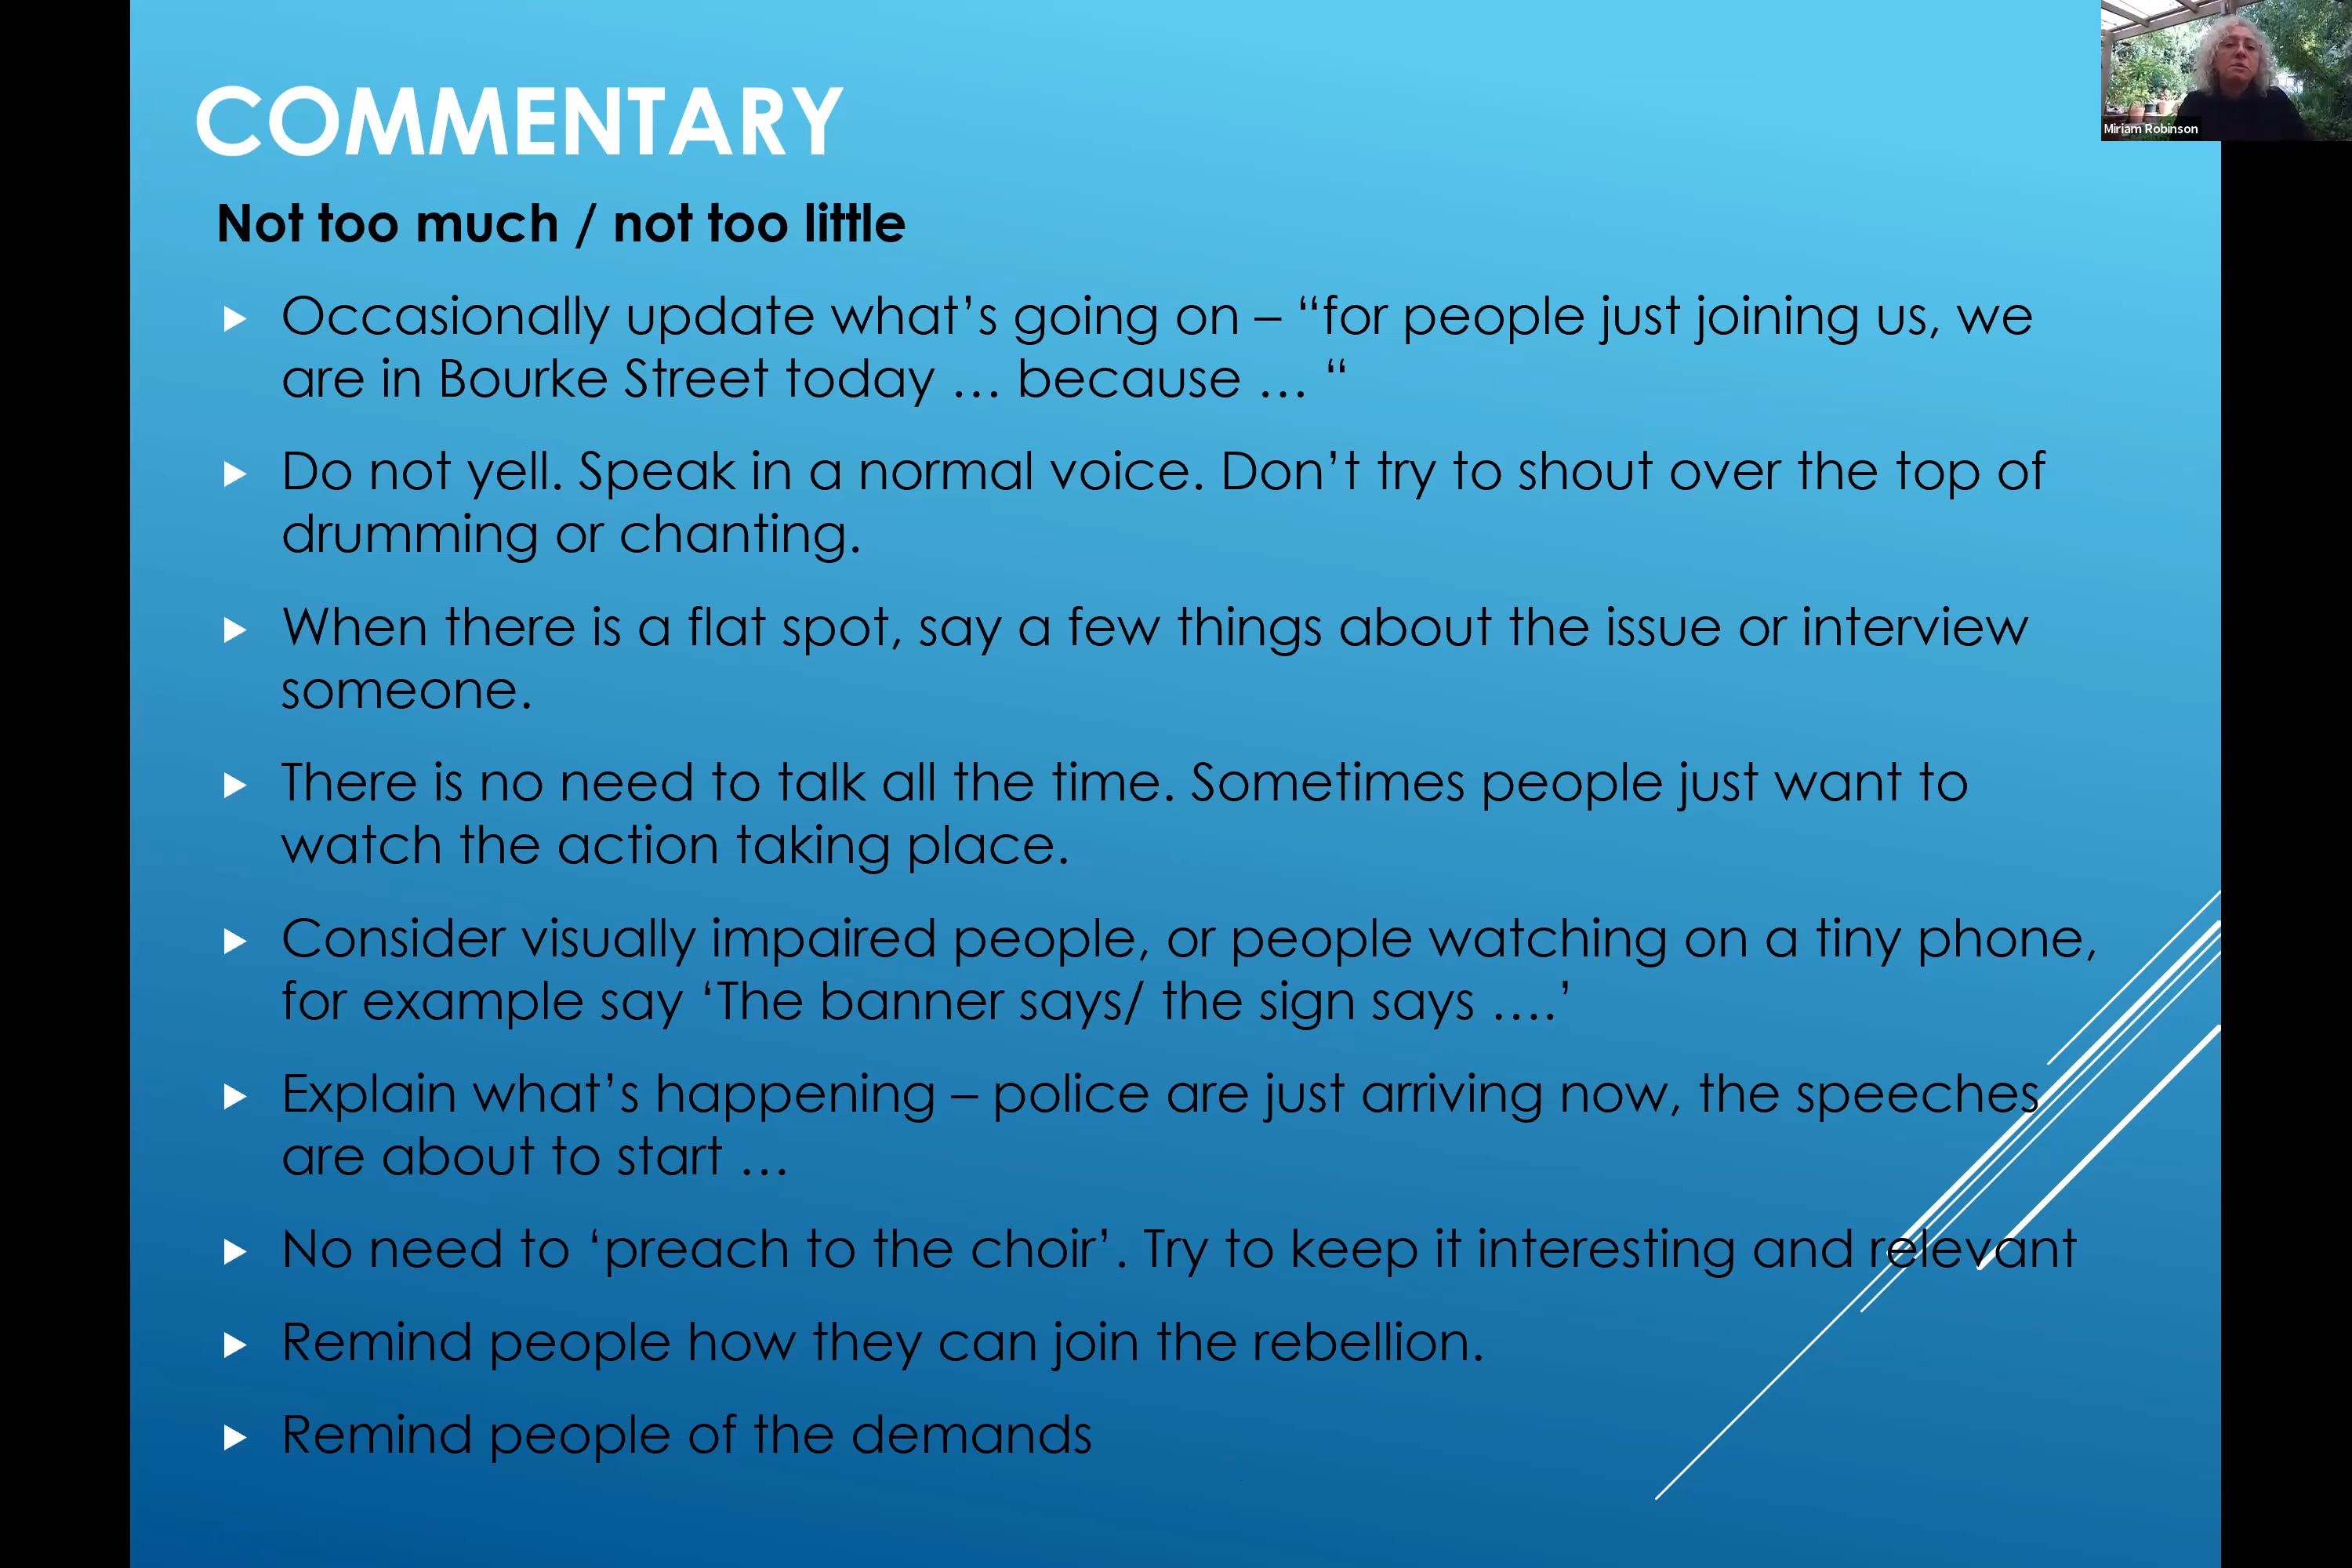 COMMENTARY
Miriam Robinson
Not too much / not too little
Occasionally update what’s going on – “for people just joining us, we
are in Bourke Street today … because … “
Do not yell. Speak in a normal voice. Don’t try to shout over the top of
drumming or chanting.
When there is a flat spot, say a few things about the issue or interview
someone.
There is no need to talk all the time. Sometimes people just want to
watch the action taking place.
Consider visually impaired people, or people watching on a tiny phone,
for example say ‘The banner says/ the sign says ….’
Explain what’s happening – police are just arriving now, the speeches
are about to start …
No need to ‘preach to the choir’. Try to keep it interesting and relevant
Remind people how they can join the rebellion.
Remind people of the demands